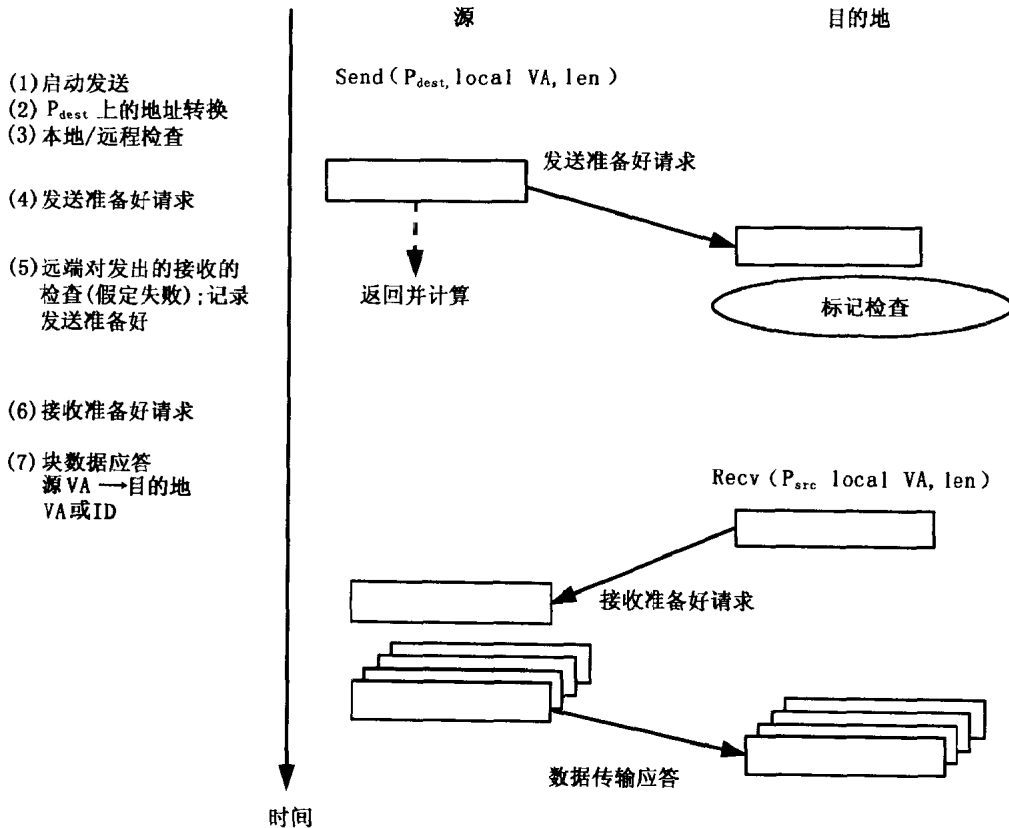 源
目的地
(1)启动发送
(2) Pdest 上的地址转换
(3)本地/远程检查
(4)发送准备好请求
(5)远端对发出的接收的
检查(假定失败);记录
发送准备好
(6)接收准备好请求
(7)块数据应答
源 VA →目的地
VA或ID
Send(Pdest,local VA,len)
发送准备好请求
返回并计算
标记检查
Recv(Psrc local VA,len)
接收准备好请求
数据传输应答
时间